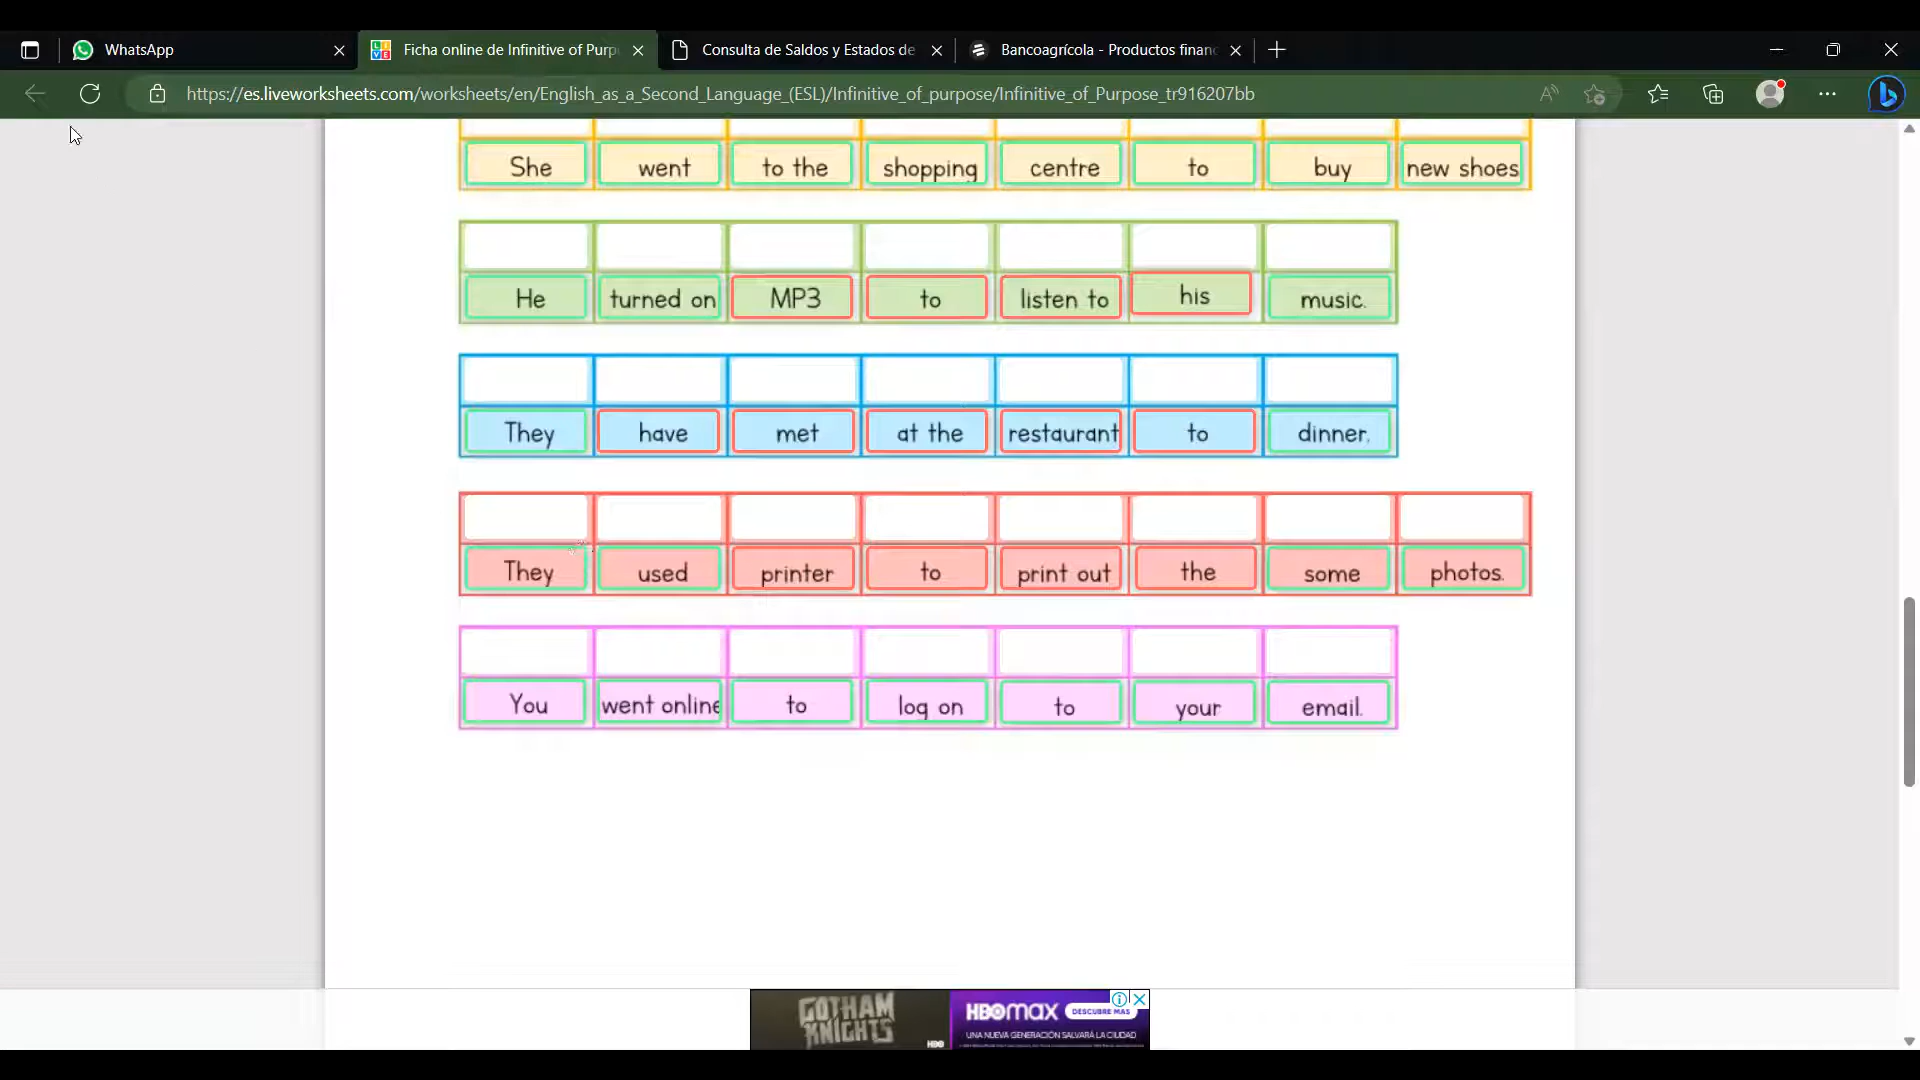 WhatsApp
Ficha online de Infinitive of Purp
Consulta de Saldos y Estados de
Bancoagrícola - Productos finan
https://es.liveworksheets.com/worksheets/en/English_as_a_Second_Language_(ESL)/Infinitive_of_purpose/Infinitive_of_Purpose_tr916207bb
She went to the shopping centre to buy new shoes
He turned on MP3 to listen to his music.
They have met at the restaurant to dinner.
They used printer to print out the some photos.
You went online to log on to your email.
GOTHAM KNIGHTS
HBO
HBOMAX
DESCUBRE MÁS
UNA NUEVA GENERACIÓN SALVARÁ LA CIUDAD